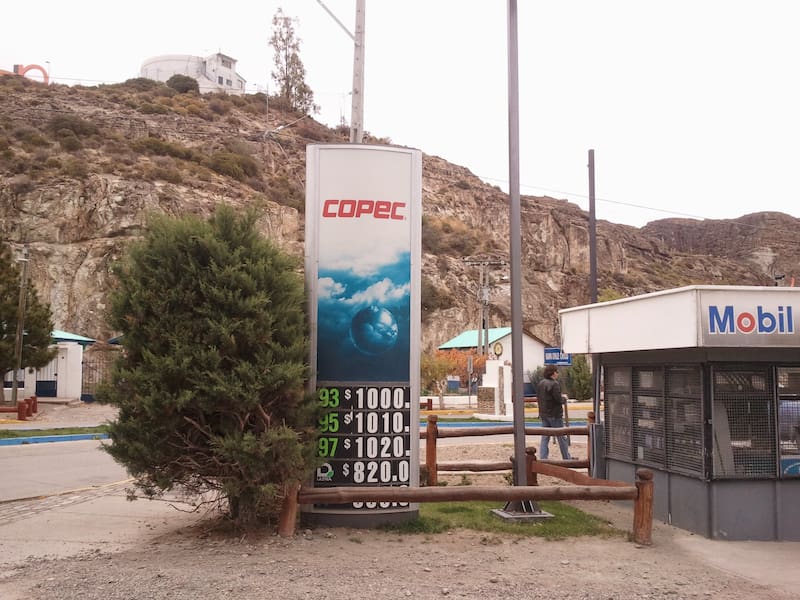 COPEC
93 $ 1000.
95 $ 1010.
97 $ 1020.
D $ 820.0
Mobil